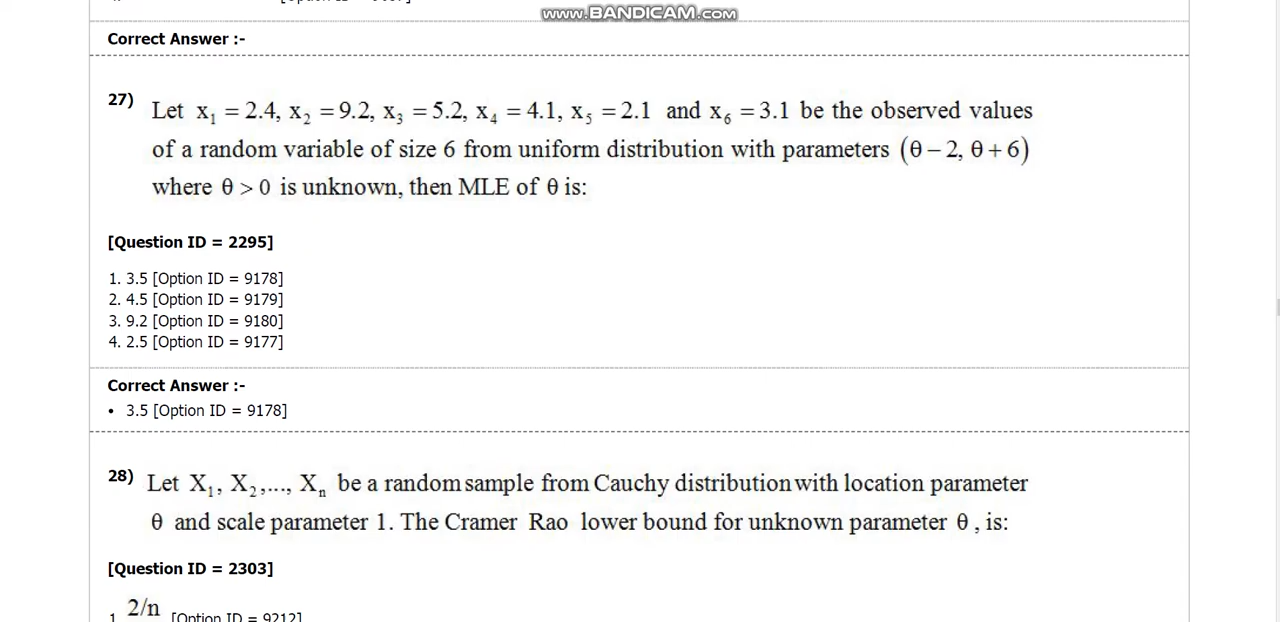 www.BANDICAM.com
Correct Answer :-
27) Let x₁ = 2.4, x₂ = 9.2, x₃ = 5.2, x₄ = 4.1, x₅ = 2.1 and x₆ = 3.1 be the observed values
of a random variable of size 6 from uniform distribution with parameters (θ − 2, θ + 6)
where θ > 0 is unknown, then MLE of θ is:
[Question ID = 2295]
1. 3.5 [Option ID = 9178]
2. 4.5 [Option ID = 9179]
3. 9.2 [Option ID = 9180]
4. 2.5 [Option ID = 9177]
Correct Answer :-
• 3.5 [Option ID = 9178]
28) Let X₁, X₂,..., Xₙ be a random sample from Cauchy distribution with location parameter
θ and scale parameter 1. The Cramer Rao lower bound for unknown parameter θ , is:
[Question ID = 2303]
1. 2/n [Option ID = 9212]